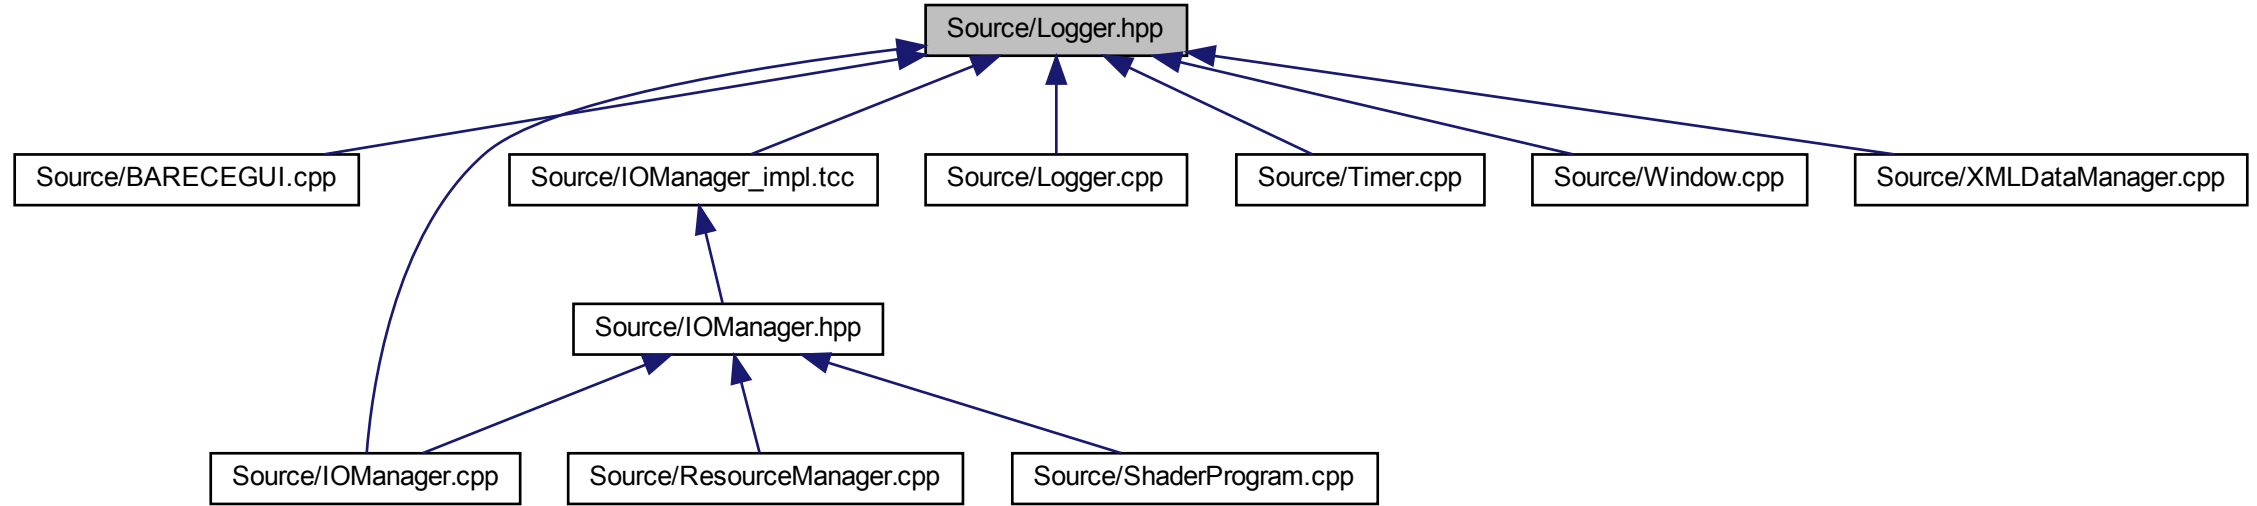 Source/Logger.hpp
Source/BARECEGUI.cpp
Source/IOManager_impl.tcc
Source/Logger.cpp
Source/Timer.cpp
Source/Window.cpp
Source/XMLDataManager.cpp
Source/IOManager.hpp
Source/IOManager.cpp
Source/ResourceManager.cpp
Source/ShaderProgram.cpp